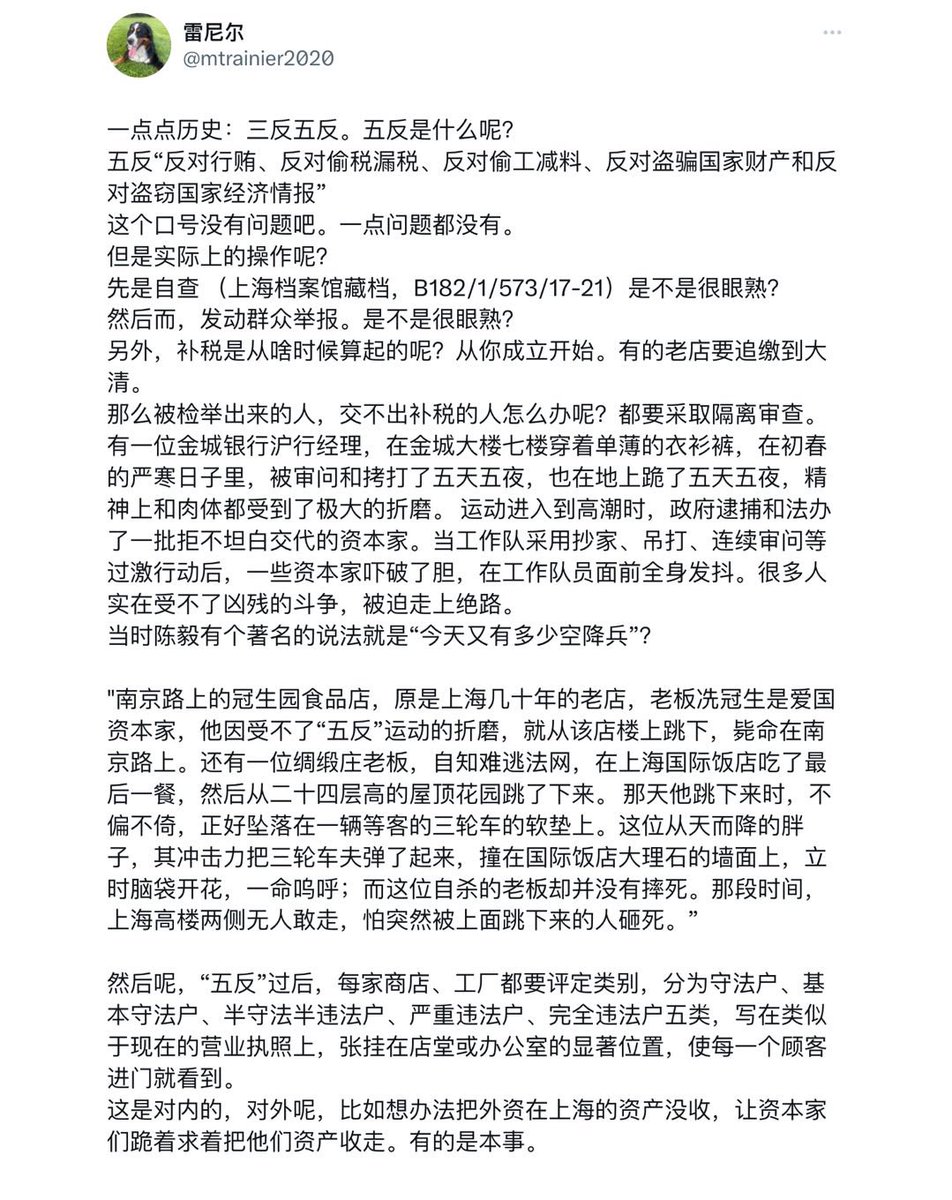 雷尼尔
@mtrainier2020
一点点历史：三反五反。五反是什么呢？
五反“反对行贿、反对偷税漏税、反对偷工减料、反对盗骗国家财产和反
对盗窃国家经济情报”
这个口号没有问题吧。一点问题都没有。
但是实际上的操作呢？
先是自查 （上海档案馆藏档，B182/1/573/17-21）是不是很眼熟？
然后而，发动群众举报。是不是很眼熟？
另外，补税是从啥时候算起的呢？从你成立开始。有的老店要追缴到大
清。
那么被检举出来的人，交不出补税的人怎么办呢？都要采取隔离审查。
有一位金城银行沪行经理，在金城大楼七楼穿着单薄的衣衫裤，在初春
的严寒日子里，被审问和拷打了五天五夜，也在地上跪了五天五夜，精
神上和肉体都受到了极大的折磨。 运动进入到高潮时，政府逮捕和法办
了一批拒不坦白交代的资本家。当工作队采用抄家、吊打、连续审问等
过激行动后，一些资本家吓破了胆，在工作队员面前全身发抖。很多人
实在受不了凶残的斗争，被迫走上绝路。
当时陈毅有个著名的说法就是“今天又有多少空降兵”？
"南京路上的冠生园食品店，原是上海几十年的老店，老板冼冠生是爱国
资本家，他因受不了“五反”运动的折磨，就从该店楼上跳下，毙命在南
京路上。还有一位绸缎庄老板，自知难逃法网，在上海国际饭店吃了最
后一餐，然后从二十四层高的屋顶花园跳了下来。 那天他跳下来时，不
偏不倚，正好坠落在一辆等客的三轮车的软垫上。这位从天而降的胖
子，其冲击力把三轮车夫弹了起来，撞在国际饭店大理石的墙面上，立
时脑袋开花，一命呜呼；而这位自杀的老板却并没有摔死。那段时间，
上海高楼两侧无人敢走，怕突然被上面跳下来的人砸死。”
然后呢，“五反”过后，每家商店、工厂都要评定类别，分为守法户、基
本守法户、半守法半违法户、严重违法户、完全违法户五类，写在类似
于现在的营业执照上，张挂在店堂或办公室的显著位置，使每一个顾客
进门就看到。
这是对内的，对外呢，比如想办法把外资在上海的资产没收，让资本家
们跪着求着把他们资产收走。有的是本事。